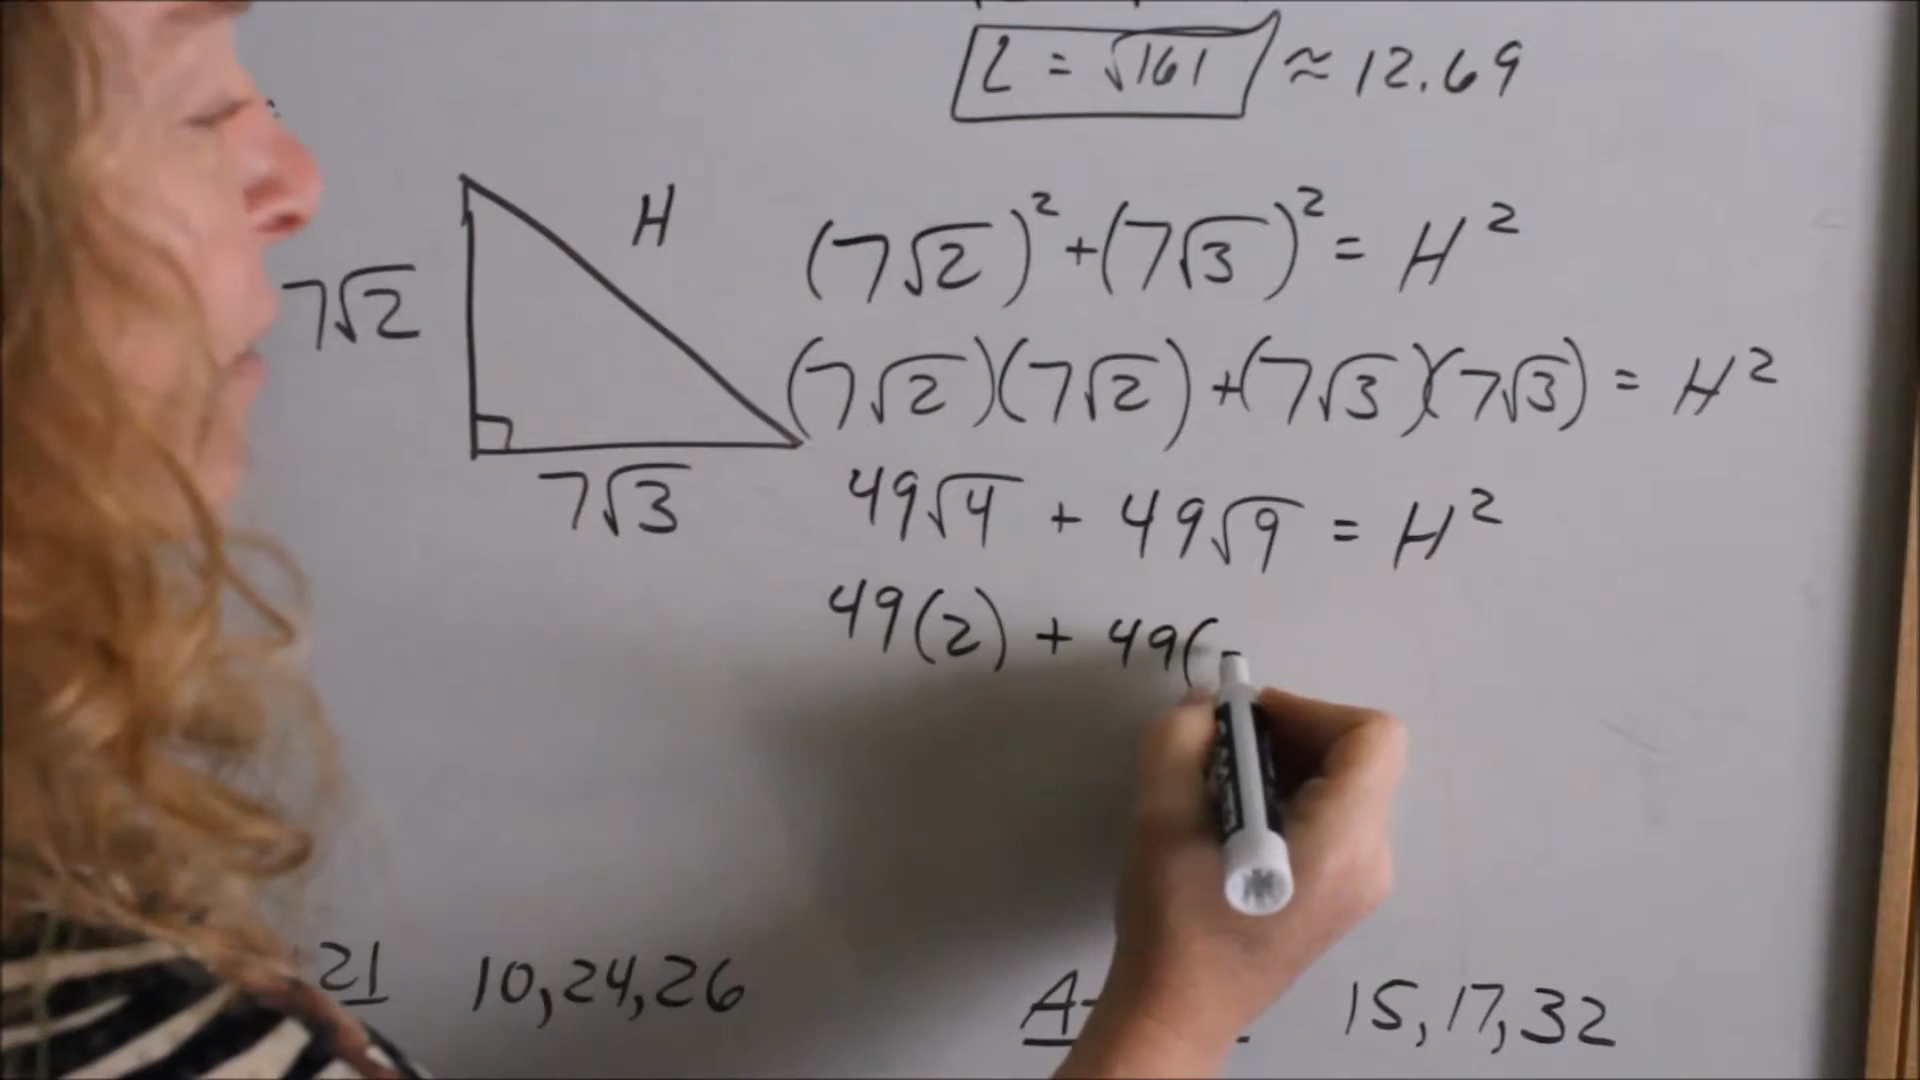 L = √161 ≈ 12.69
H
7√2
7√3
(7√2)² + (7√3)² = H²
(7√2)(7√2) + (7√3)(7√3) = H²
49√4 + 49√9 = H²
49(2) + 49(
21 10, 24, 26
A- 15, 17, 32